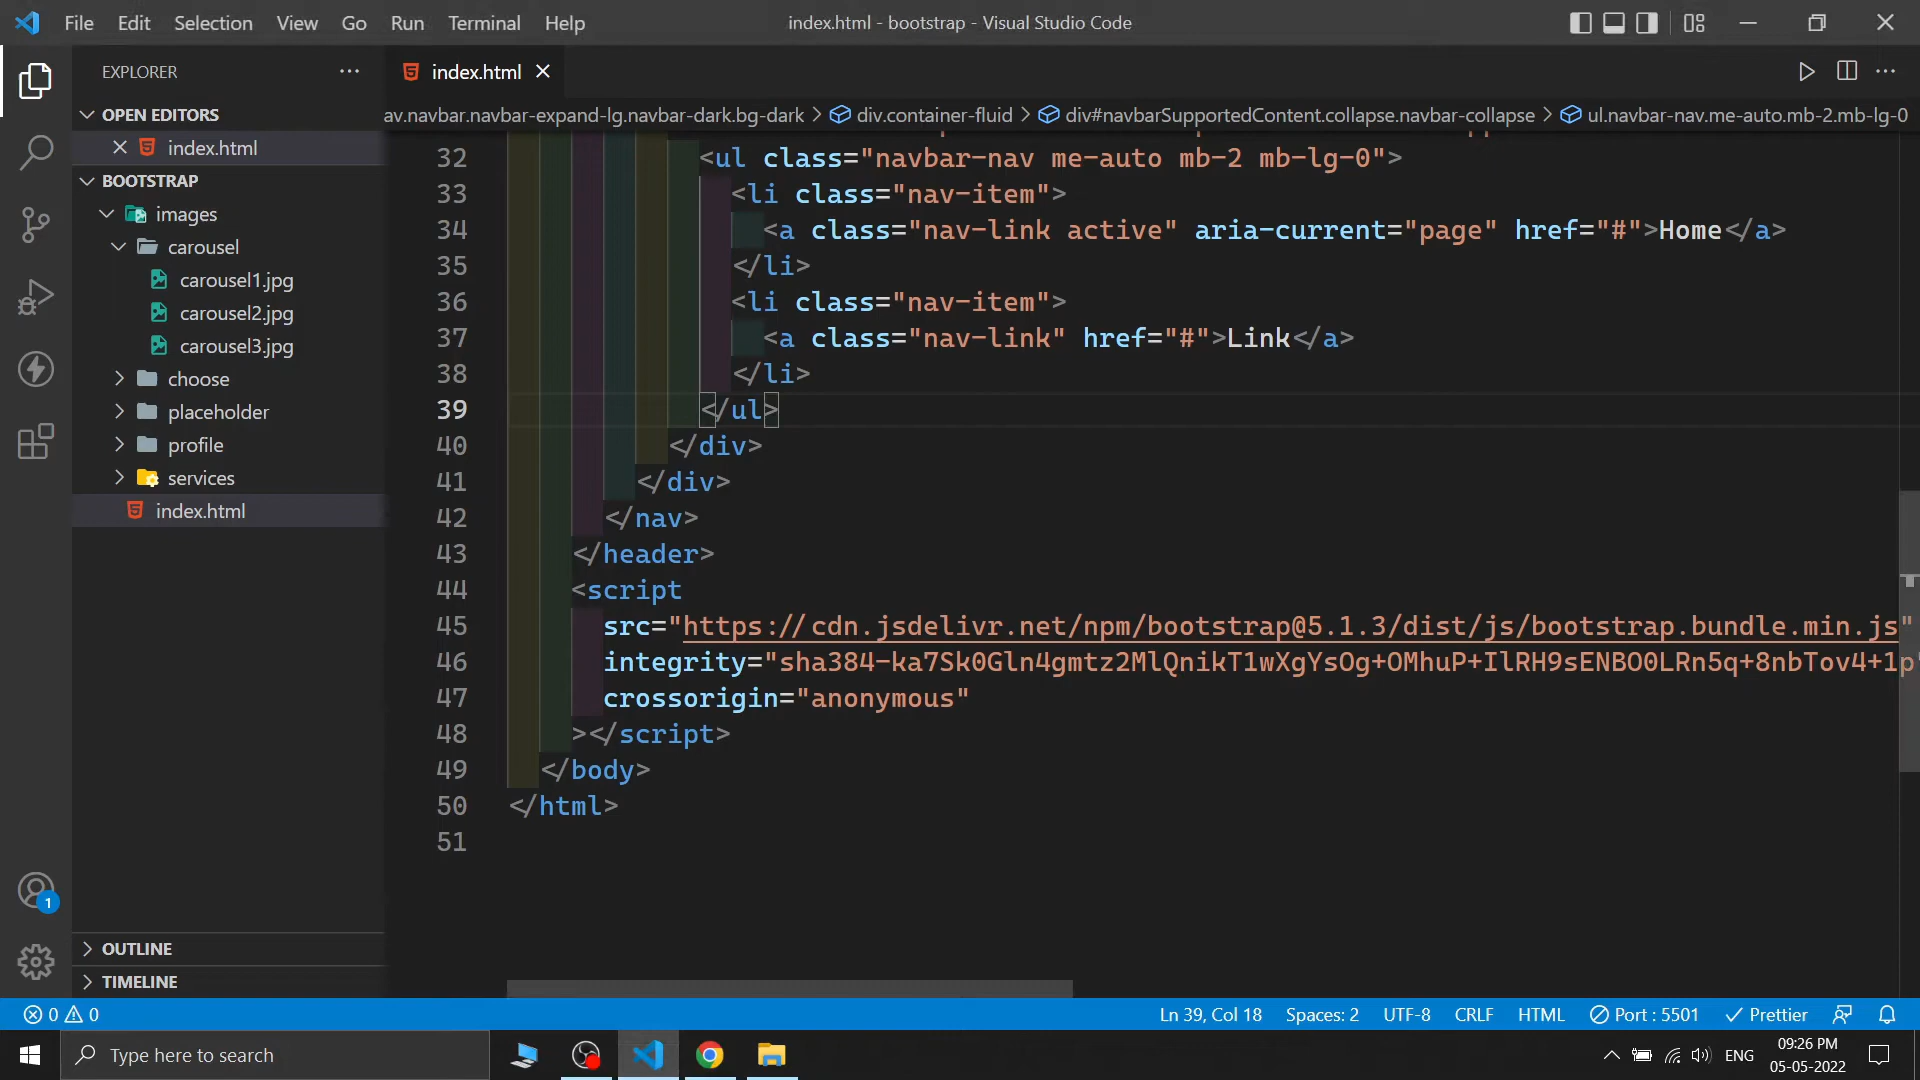 File Edit Selection View Go Run Terminal Help
index.html - bootstrap - Visual Studio Code
EXPLORER
OPEN EDITORS
index.html
BOOTSTRAP
images
carousel
carousel1.jpg
carousel2.jpg
carousel3.jpg
choose
placeholder
profile
services
index.html
OUTLINE
TIMELINE
1
index.html
av.navbar.navbar-expand-lg.navbar-dark.bg-dark > div.container-fluid > div#navbarSupportedContent.collapse.navbar-collapse > ul.navbar-nav.me-auto.mb-2.mb-lg-0
32 <ul class="navbar-nav me-auto mb-2 mb-lg-0">
33 <li class="nav-item">
34 <a class="nav-link active" aria-current="page" href="#">Home</a>
35 </li>
36 <li class="nav-item">
37 <a class="nav-link" href="#">Link</a>
38 </li>
39 </ul>
40 </div>
41 </div>
42 </nav>
43 </header>
44 <script
45 src="https://cdn.jsdelivr.net/npm/bootstrap@5.1.3/dist/js/bootstrap.bundle.min.js"
46 integrity="sha384-ka7Sk0Gln4gmtz2MlQnikT1wXgYsOg+OMhuP+IlRH9sENBO0LRn5q+8nbTov4+1p"
47 crossorigin="anonymous"
48 ></script>
49 </body>
50 </html>
51
0 0
Ln 39, Col 18 Spaces: 2 UTF-8 CRLF HTML Port : 5501 Prettier
Type here to search
ENG
09:26 PM
05-05-2022